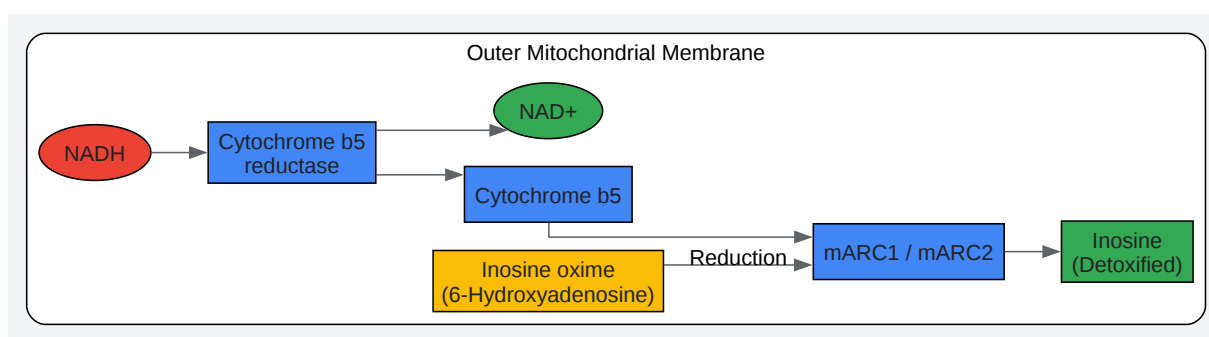 Outer Mitochondrial Membrane
NAD+
NADH
Cytochrome b5
reductase
Cytochrome b5
Inosine oxime
(6-Hydroxyadenosine)
Reduction
mARC1 / mARC2
Inosine
(Detoxified)